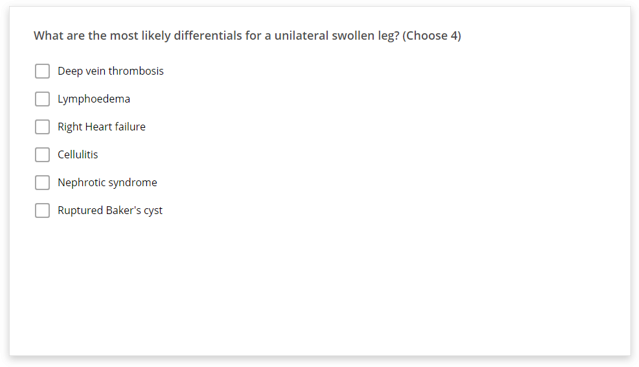 What are the most likely differentials for a unilateral swollen leg? (Choose 4)
Deep vein thrombosis
Lymphoedema
Right Heart failure
Cellulitis
Nephrotic syndrome
Ruptured Baker's cyst